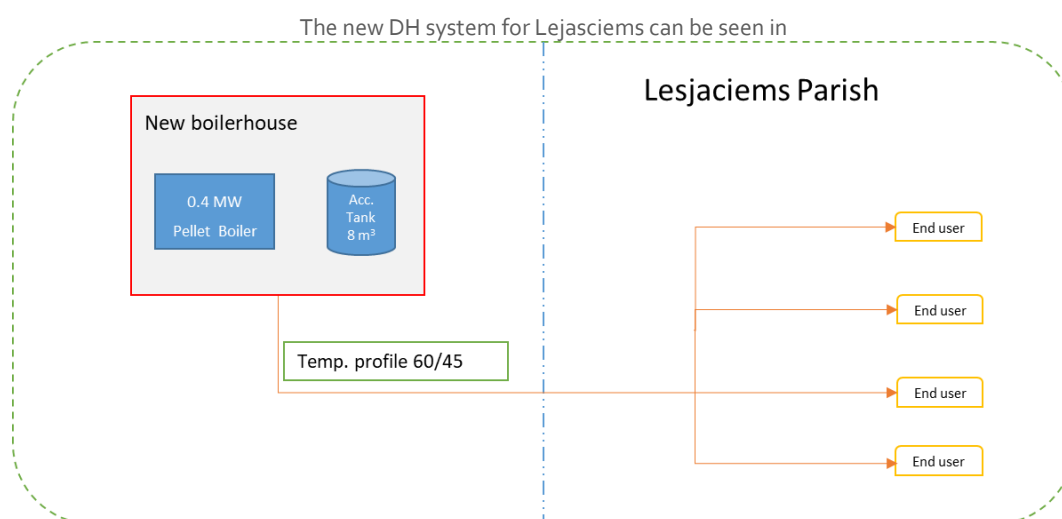 The new DH system for Lejasciems can be seen in
Lesjaciems Parish
New boilerhouse
0.4 MW
Pellet Boiler
Acc.
Tank
8 m³
Temp. profile 60/45
End user
End user
End user
End user